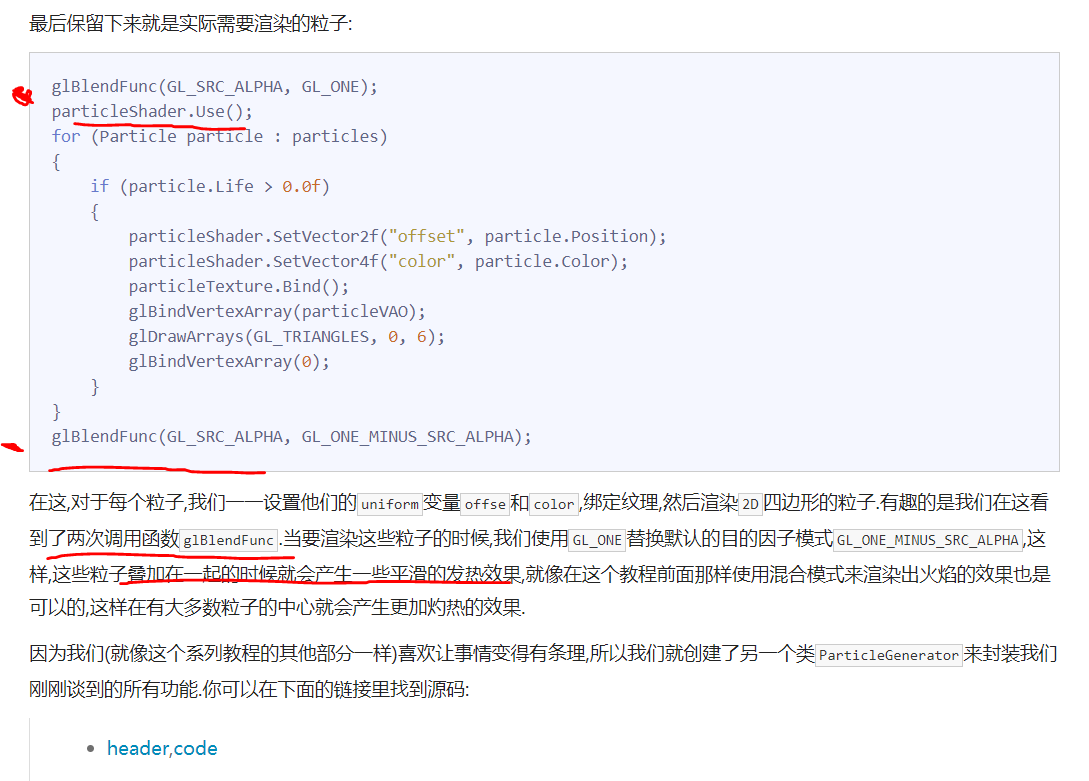 最后保留下来就是实际需要渲染的粒子:
glBlendFunc(GL_SRC_ALPHA, GL_ONE);
particleShader.Use();
for (Particle particle : particles)
{
    if (particle.Life > 0.0f)
    {
        particleShader.SetVector2f("offset", particle.Position);
        particleShader.SetVector4f("color", particle.Color);
        particleTexture.Bind();
        glBindVertexArray(particleVAO);
        glDrawArrays(GL_TRIANGLES, 0, 6);
        glBindVertexArray(0);
    }
}
glBlendFunc(GL_SRC_ALPHA, GL_ONE_MINUS_SRC_ALPHA);
在这,对于每个粒子,我们一一设置他们的uniform变量offse和color,绑定纹理,然后渲染2D四边形的粒子.有趣的是我们在这看
到了两次调用函数glBlendFunc.当要渲染这些粒子的时候,我们使用GL_ONE替换默认的目的因子模式GL_ONE_MINUS_SRC_ALPHA,这
样,这些粒子叠加在一起的时候就会产生一些平滑的发热效果,就像在这个教程前面那样使用混合模式来渲染出火焰的效果也是
可以的,这样在有大多数粒子的中心就会产生更加灼热的效果.
因为我们(就像这个系列教程的其他部分一样)喜欢让事情变得有条理,所以我们就创建了另一个类ParticleGenerator来封装我们
刚刚谈到的所有功能.你可以在下面的链接里找到源码:
• header,code